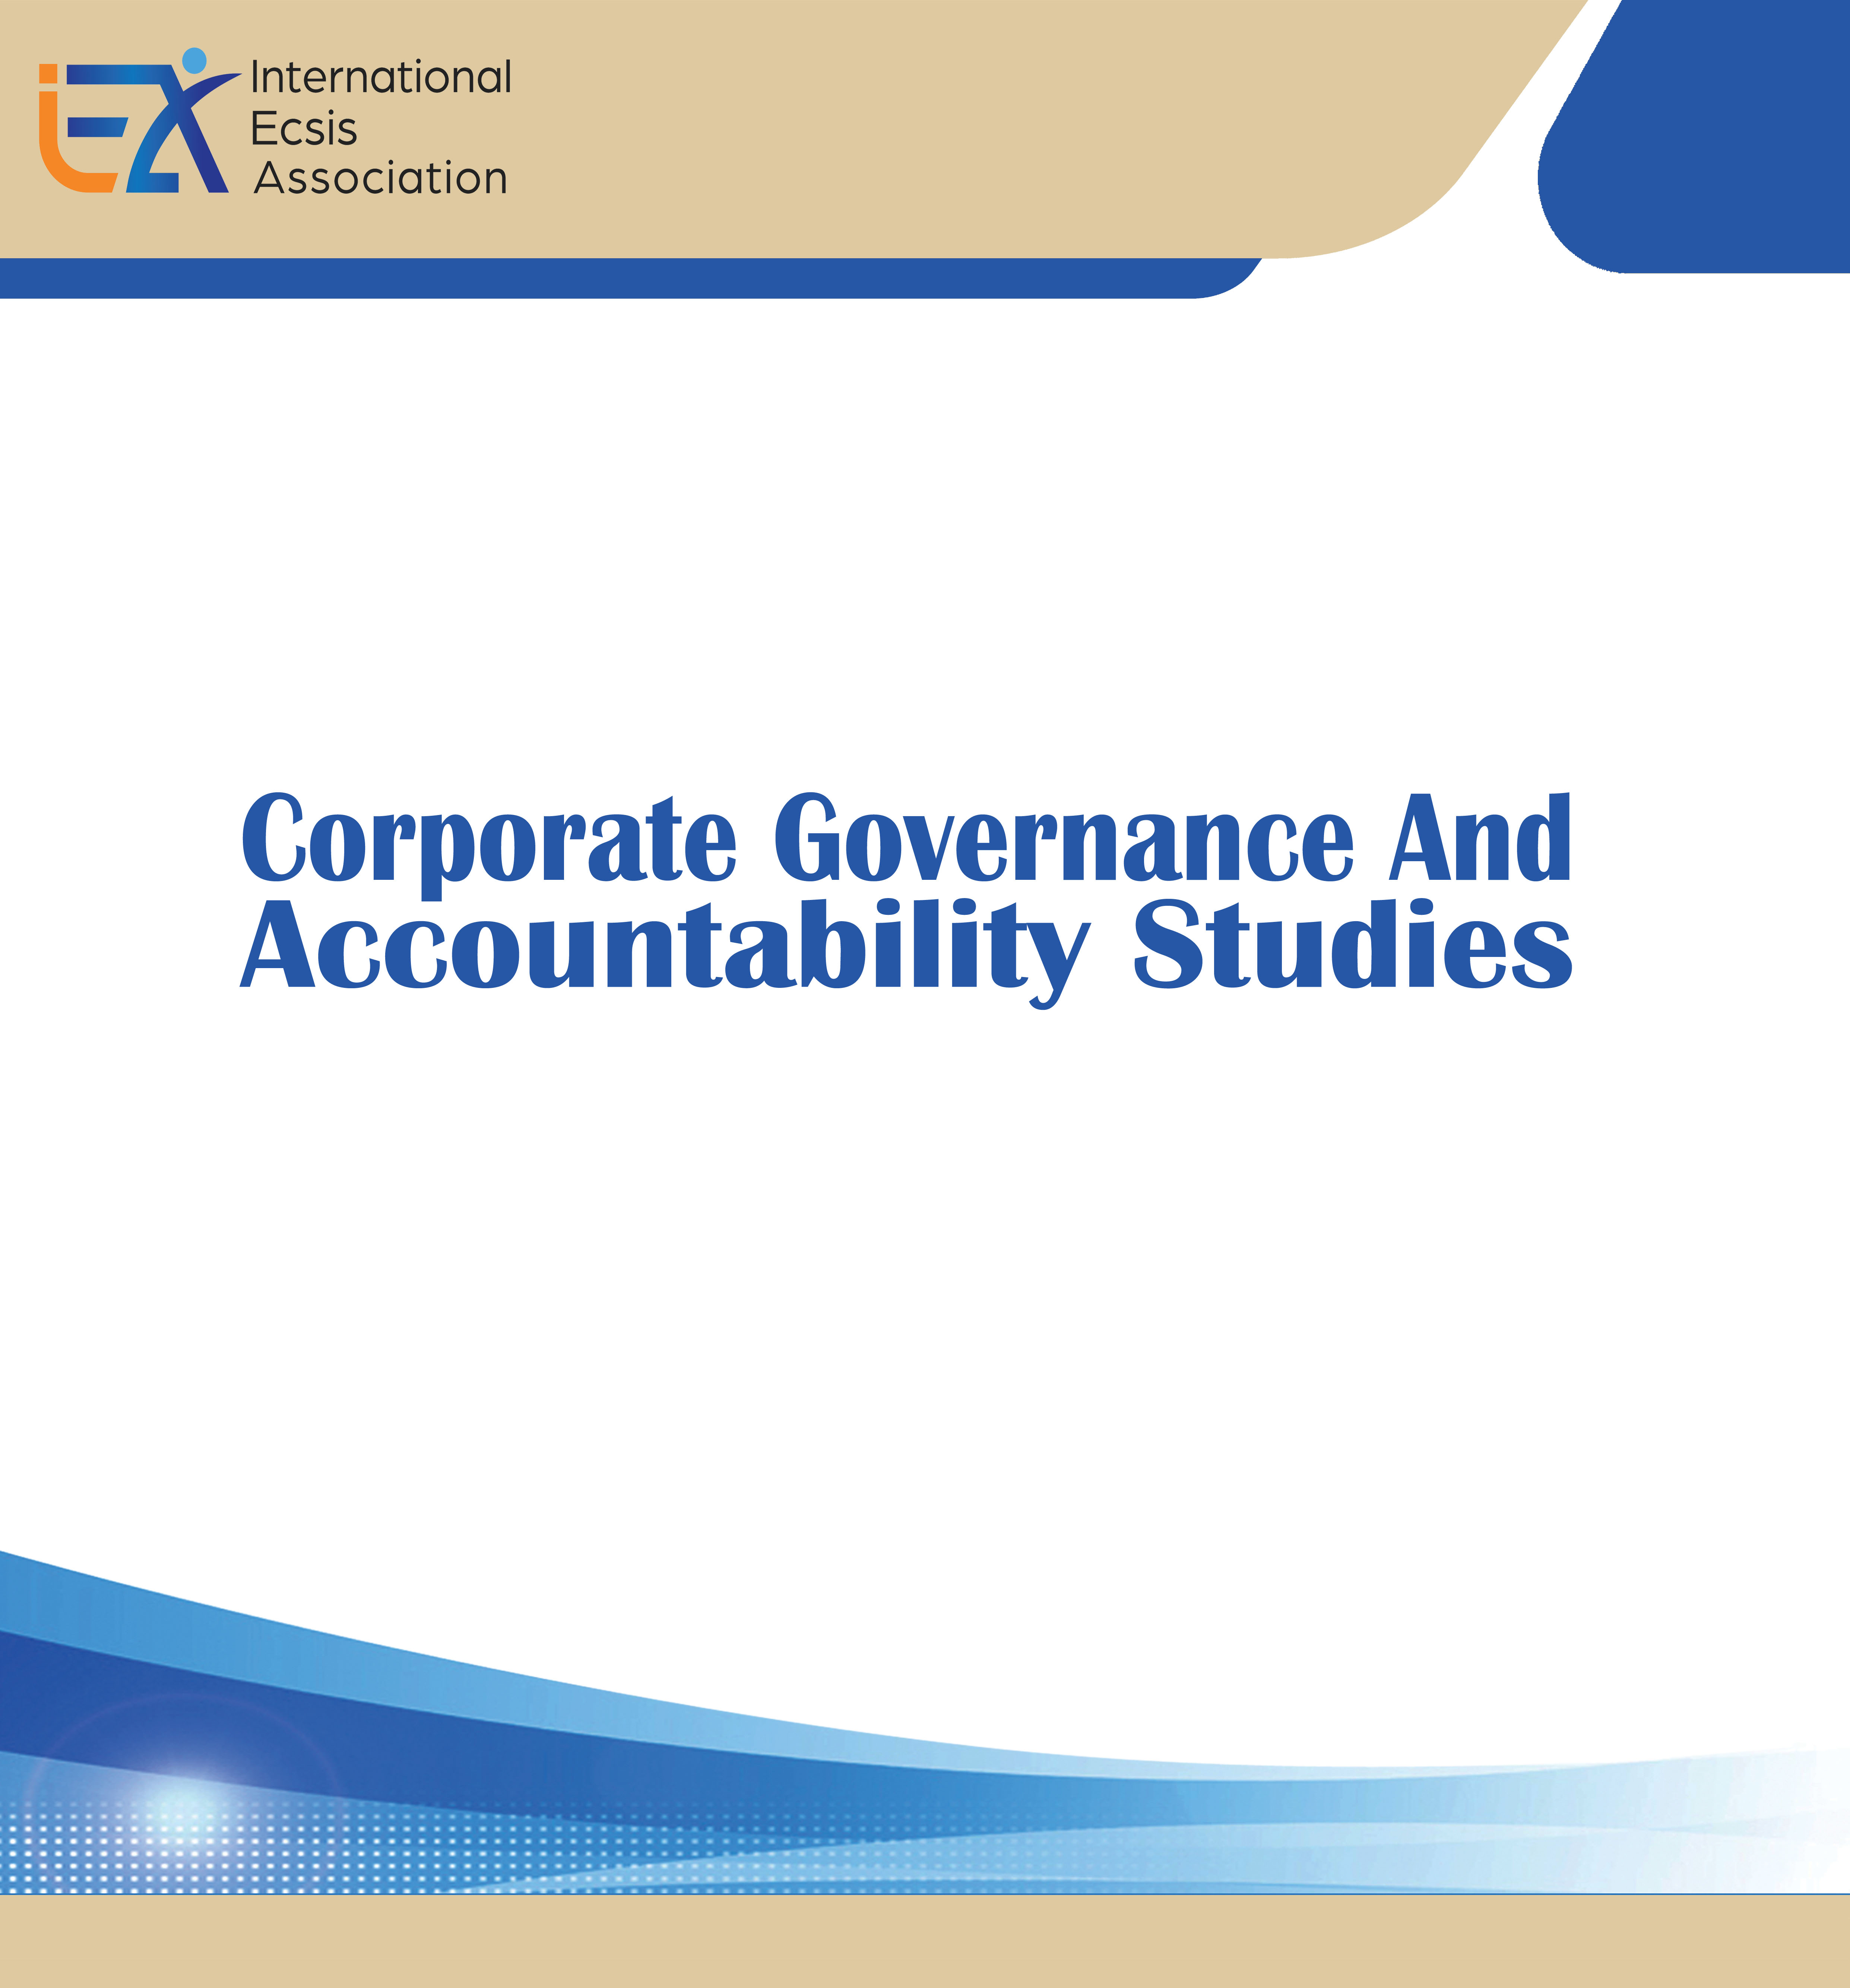 International
Ecsis
Association
Corporate Governance And
Accountability Studies